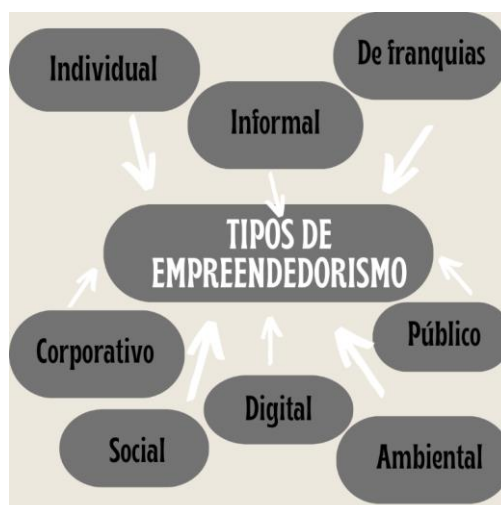 Individual
De franquias
Informal
TIPOS DE
EMPREENDEDORISMO
Corporativo
Público
Digital
Social
Ambiental